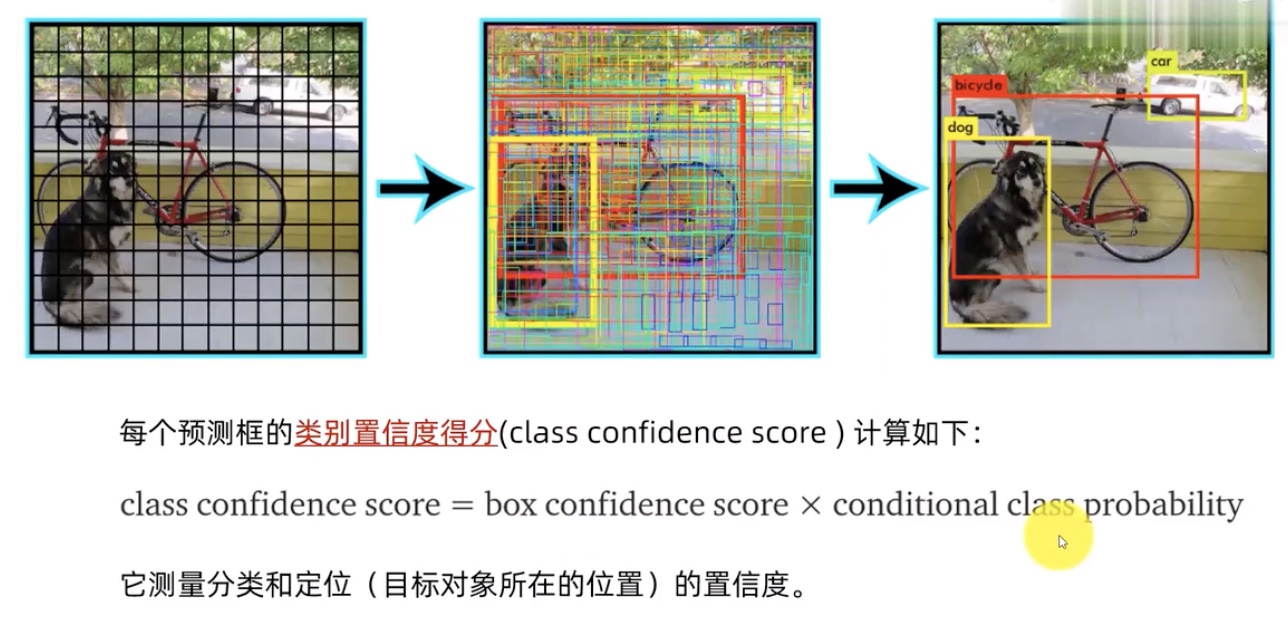 car
bicycle
dog
每个预测框的类别置信度得分(class confidence score ) 计算如下：
class confidence score = box confidence score × conditional class probability
它测量分类和定位（目标对象所在的位置）的置信度。